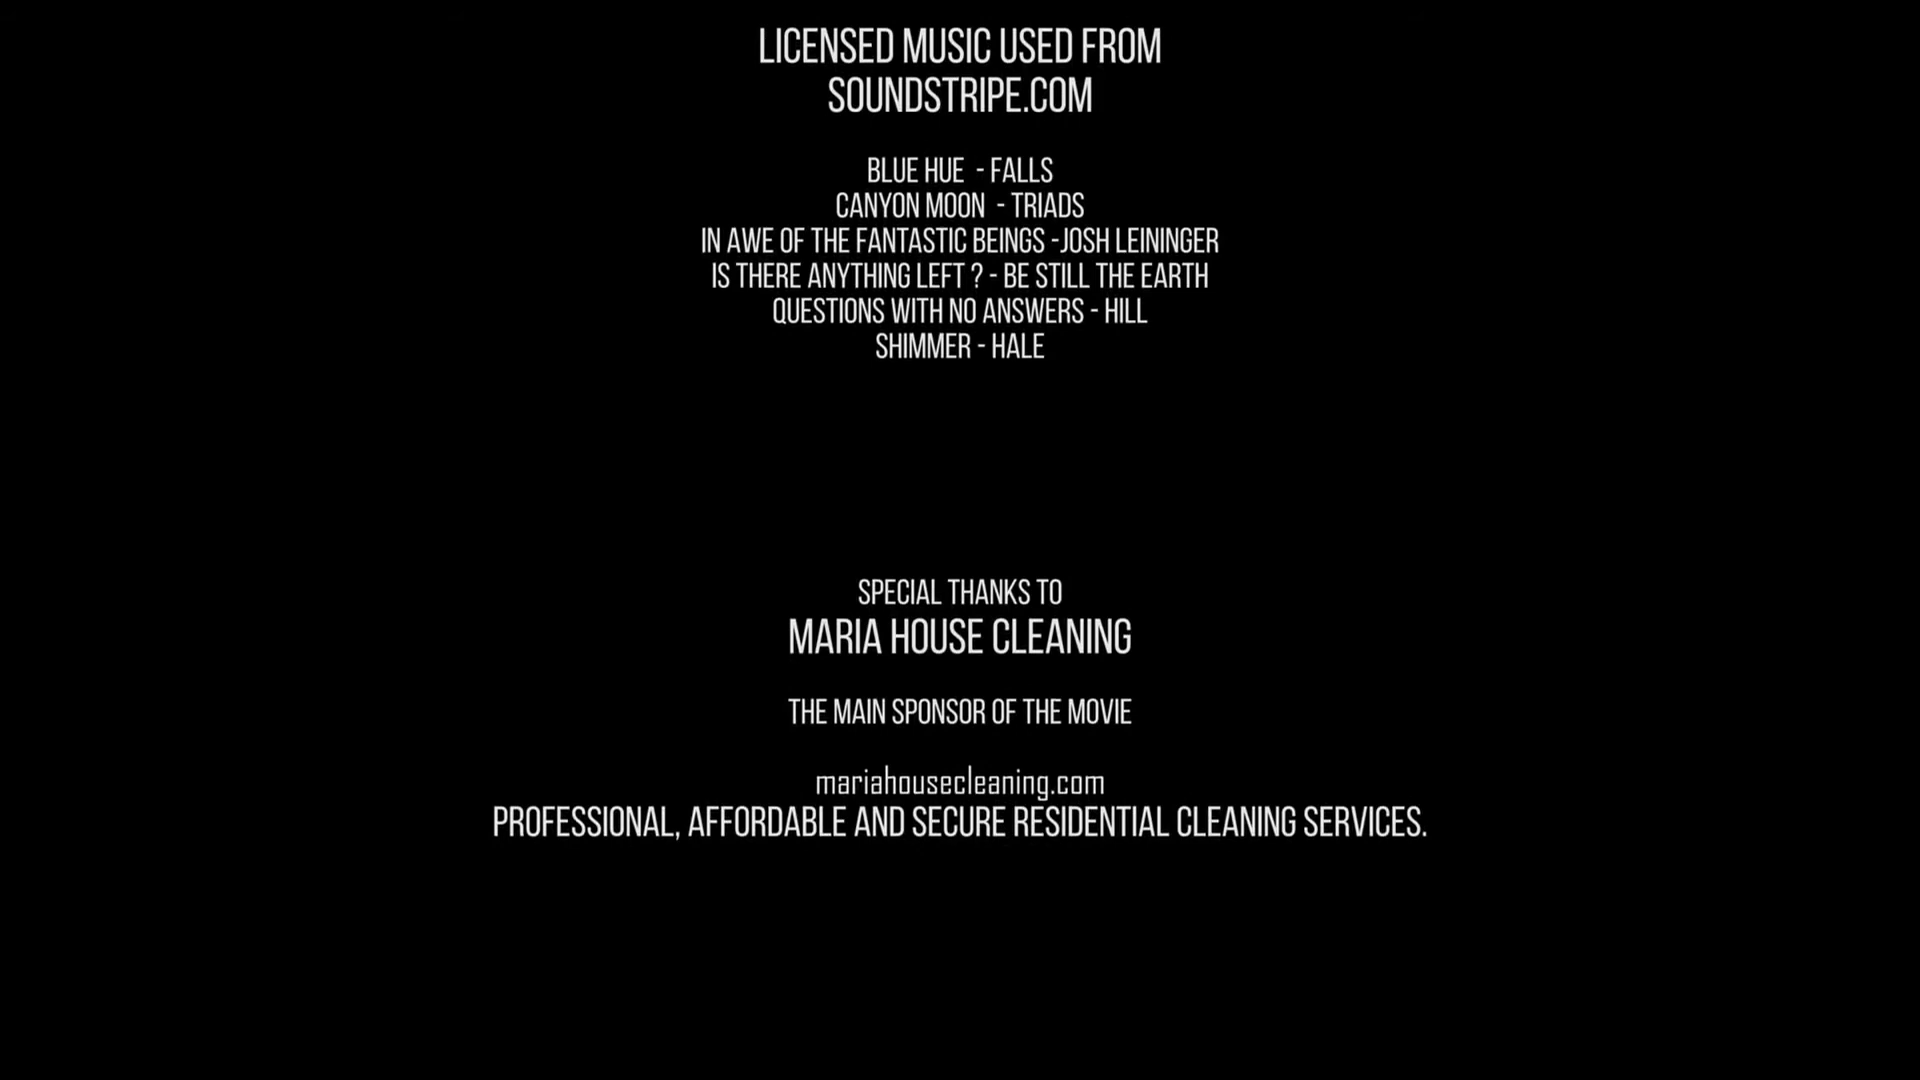 LICENSED MUSIC USED FROM
SOUNDSTRIPE.COM
BLUE HUE - FALLS
CANYON MOON - TRIADS
IN AWE OF THE FANTASTIC BEINGS -JOSH LEININGER
IS THERE ANYTHING LEFT ? - BE STILL THE EARTH
QUESTIONS WITH NO ANSWERS - HILL
SHIMMER - HALE
SPECIAL THANKS TO
MARIA HOUSE CLEANING
THE MAIN SPONSOR OF THE MOVIE
mariahousecleaning.com
PROFESSIONAL, AFFORDABLE AND SECURE RESIDENTIAL CLEANING SERVICES.